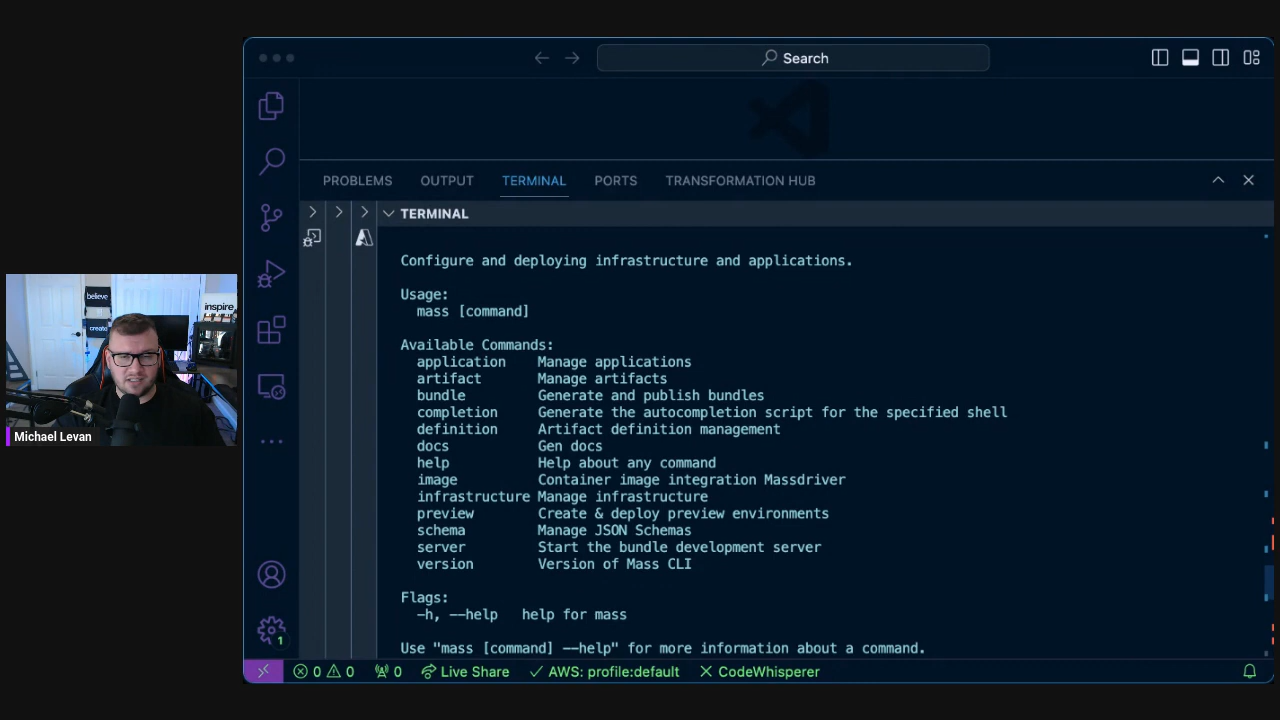 Search
PROBLEMS OUTPUT TERMINAL PORTS TRANSFORMATION HUB
TERMINAL
Configure and deploying infrastructure and applications.
Usage:
mass [command]
Available Commands:
application Manage applications
artifact Manage artifacts
bundle Generate and publish bundles
completion Generate the autocompletion script for the specified shell
definition Artifact definition management
docs Gen docs
help Help about any command
image Container image integration Massdriver
infrastructure Manage infrastructure
preview Create & deploy preview environments
schema Manage JSON Schemas
server Start the bundle development server
version Version of Mass CLI
Flags:
-h, --help help for mass
Use "mass [command] --help" for more information about a command.
1
0 0 0 Live Share AWS: profile:default CodeWhisperer
believe
inspire
create
Michael Levan